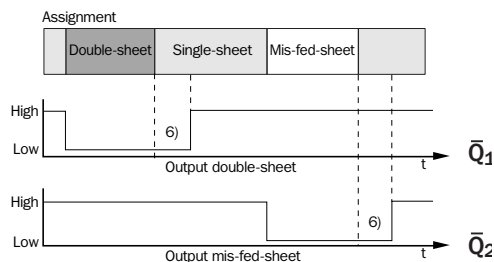 Assignment
Double-sheet Single-sheet Mis-fed-sheet
High
6)
Low
Output double-sheet t
Q̅1
High
6)
Low
Output mis-fed-sheet t
Q̅2